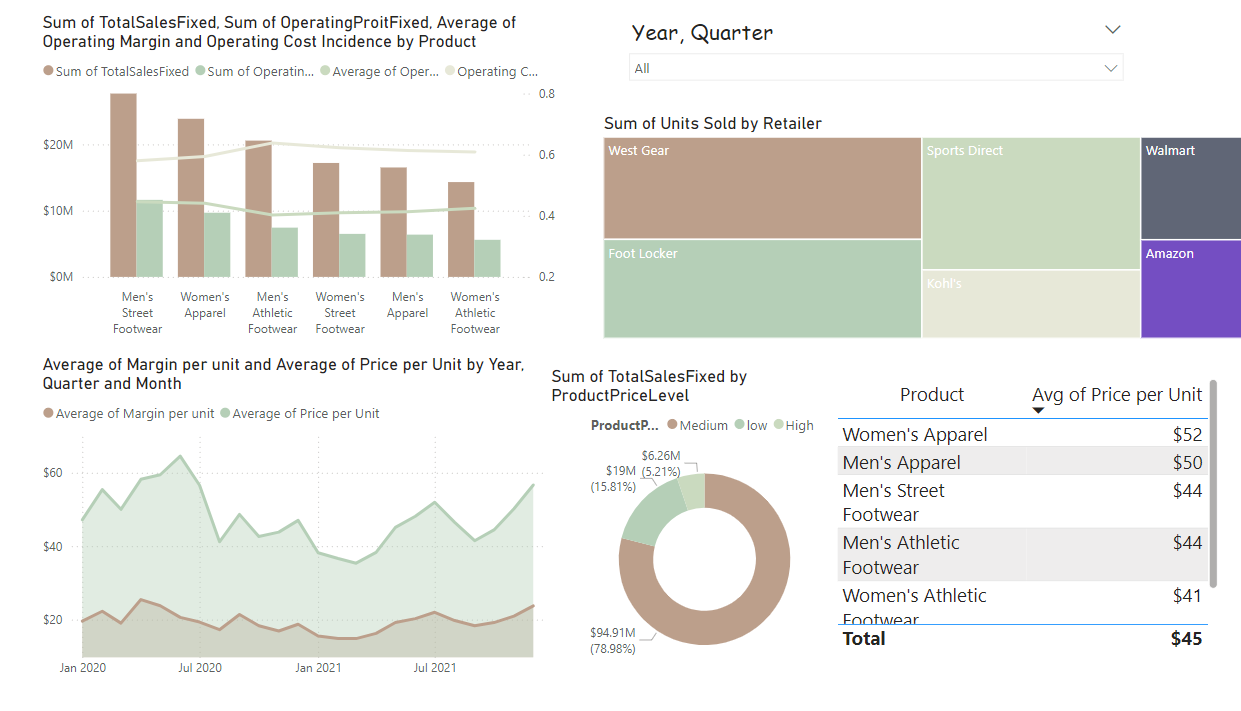 Sum of TotalSalesFixed, Sum of OperatingProitFixed, Average of
Operating Margin and Operating Cost Incidence by Product
Sum of TotalSalesFixed Sum of Operatin... Average of Oper... Operating C...
0.8
$20M
0.6
$10M
0.4
$0M
0.2
Men's Street Footwear
Women's Apparel
Men's Athletic Footwear
Women's Street Footwear
Men's Apparel
Women's Athletic Footwear
Year, Quarter
All
Sum of Units Sold by Retailer
West Gear
Sports Direct
Walmart
Foot Locker
Amazon
Kohl's
Average of Margin per unit and Average of Price per Unit by Year,
Quarter and Month
Average of Margin per unit Average of Price per Unit
$60
$40
$20
Jan 2020 Jul 2020 Jan 2021 Jul 2021
Sum of TotalSalesFixed by
ProductPriceLevel
ProductP... Medium low High
$6.26M
(5.21%)
$19M
(15.81%)
$94.91M
(78.98%)
Product Avg of Price per Unit
Women's Apparel $52
Men's Apparel $50
Men's Street $44
Footwear
Men's Athletic $44
Footwear
Women's Athletic $41
Footwear
Total $45